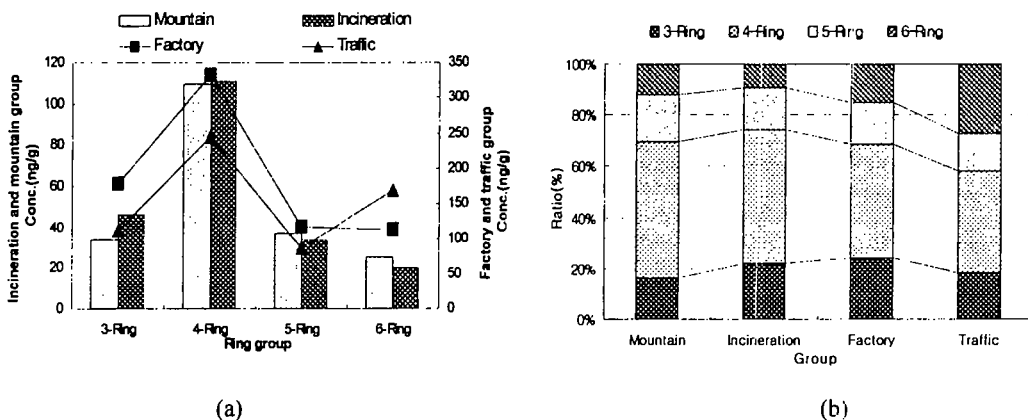 Mountain
Incineration
Factory
Traffic
Incineration and mountain group
Conc.(ng/g)
120
100
80
60
40
20
0
350
300
250
200
150
100
50
0
Factory and traffic group
Conc.(ng/g)
3-Ring
4-Ring
5-Ring
6-Ring
Ring group
(a)
3-Ring
4-Ring
5-Ring
6-Ring
Ratio(%)
100%
80%
60%
40%
20%
0%
Mountain
Incineration
Factory
Traffic
Group
(b)